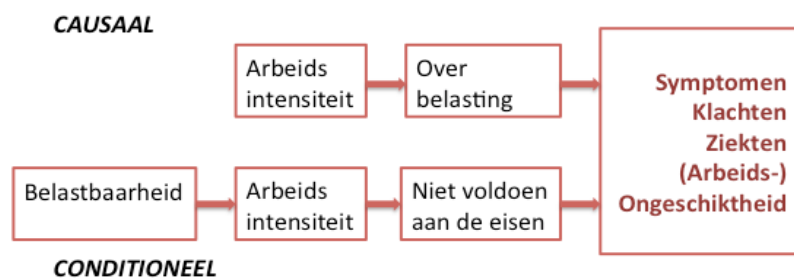 CAUSAAL
Arbeids
intensiteit
Over
belasting
Symptomen
Klachten
Ziekten
(Arbeids-)
Ongeschiktheid
Belastbaarheid
Arbeids
intensiteit
Niet voldoen
aan de eisen
CONDITIONEEL